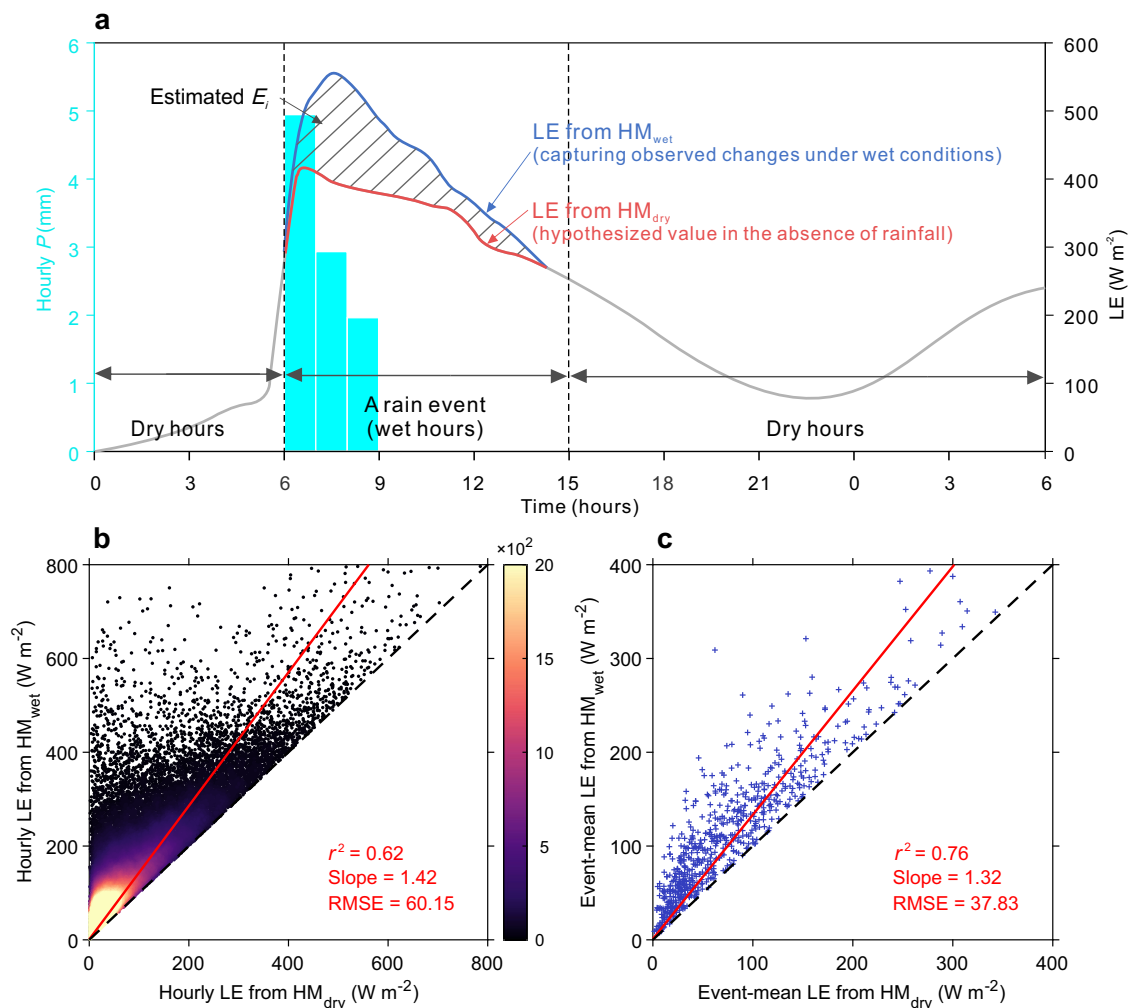 a
6
5
4
3
2
1
0
Hourly P (mm)
600
500
400
300
200
100
0
LE (W m⁻²)
Estimated Eᵢ
LE from HM_wet
(capturing observed changes under wet conditions)
LE from HM_dry
(hypothesized value in the absence of rainfall)
Dry hours
A rain event
(wet hours)
Dry hours
0 3 6 9 12 15 18 21 0 3 6
Time (hours)
b
800
600
400
200
0
Hourly LE from HM_wet (W m⁻²)
r² = 0.62
Slope = 1.42
RMSE = 60.15
0 200 400 600 800
Hourly LE from HM_dry (W m⁻²)
×10²
20
15
10
5
0
c
400
300
200
100
0
Event-mean LE from HM_wet (W m⁻²)
r² = 0.76
Slope = 1.32
RMSE = 37.83
0 100 200 300 400
Event-mean LE from HM_dry (W m⁻²)